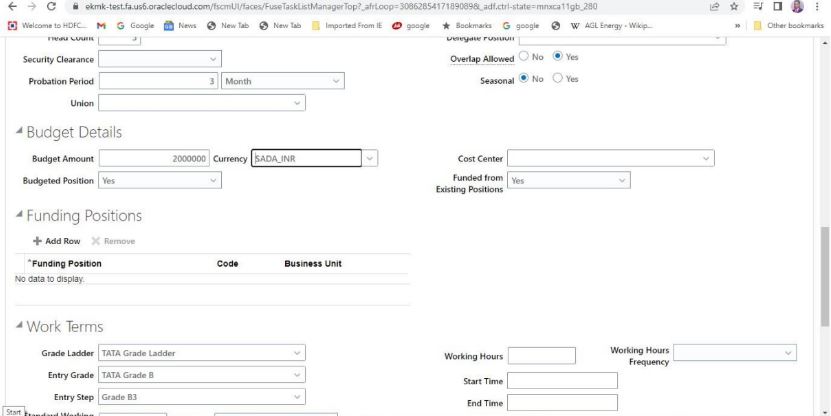 ekmk-test.fa.us6.oraclecloud.com/fscmUI/faces/FuseTaskListManagerTop?_afrLoop=3086285417189089&_adf.ctrl-state=mnxca11gb_280
Welcome to HDFC... Gmail Google News New Tab New Tab Imported From IE google Bookmarks google AGL Energy - Wikip... » Other bookmarks
Head Count 3 Delegate Position
Security Clearance Overlap Allowed No Yes
Probation Period 3 Month Seasonal No Yes
Union
Budget Details
Budget Amount 2000000 Currency SADA_INR Cost Center
Budgeted Position Yes Funded from Existing Positions Yes
Funding Positions
Add Row Remove
*Funding Position Code Business Unit
No data to display.
Work Terms
Grade Ladder TATA Grade Ladder Working Hours Working Hours Frequency
Entry Grade TATA Grade B Start Time
Entry Step Grade B3 End Time
Standard Working
Start